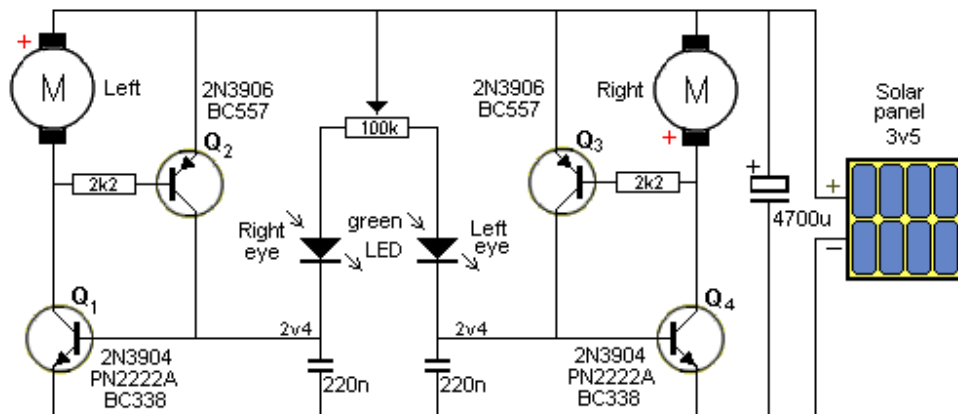 +
M
Left
2N3906
BC557
Q2
2k2
100k
2N3906
BC557
Q3
2k2
Right
M
+
Solar
panel
3v5
+
4700u
+
−
Right
eye
green
LED
Left
eye
Q1
2N3904
PN2222A
BC338
2v4
220n
2v4
220n
Q4
2N3904
PN2222A
BC338